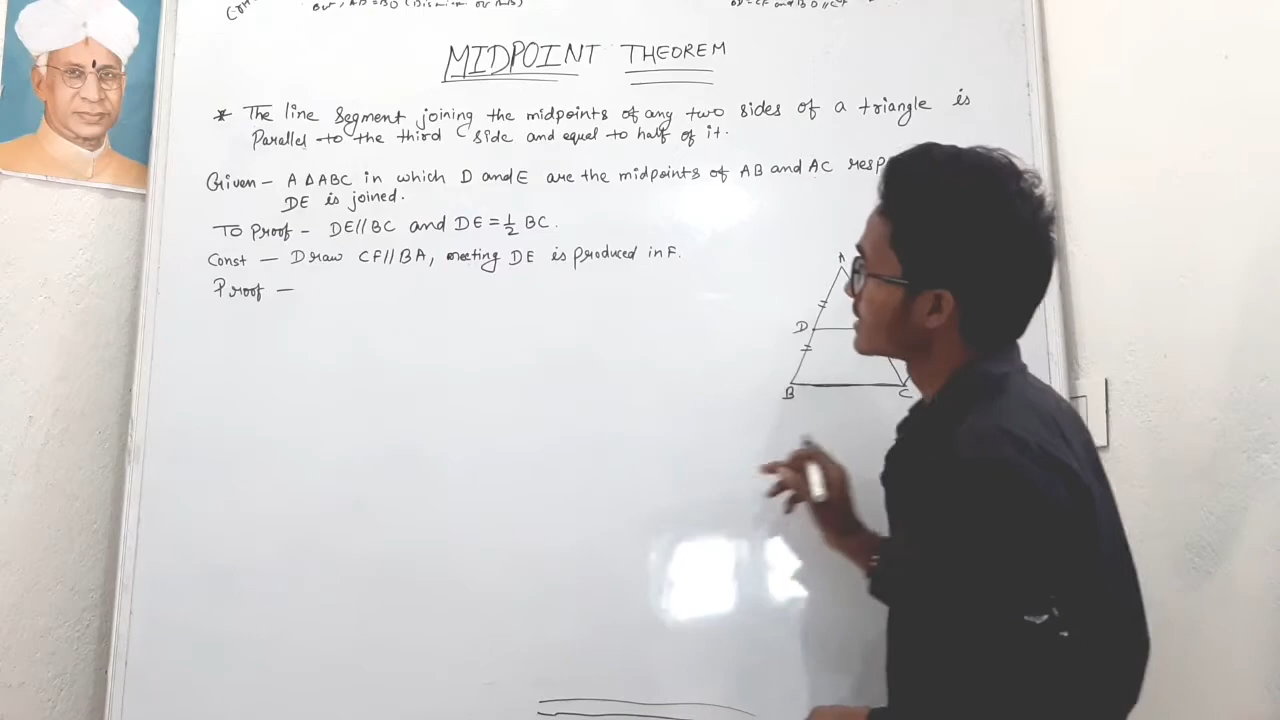 But, AD = BD
MIDPOINT THEOREM
* The line segment joining the midpoints of any two sides of a triangle is
Parallel to the third side and equal to half of it.
Given - A ΔABC in which D and E are the midpoints of AB and AC resp
DE is joined.
To Proof - DE//BC and DE = 1/2 BC.
Const - Draw CF//BA, meeting DE is produced in F.
Proof -
A
D
B C